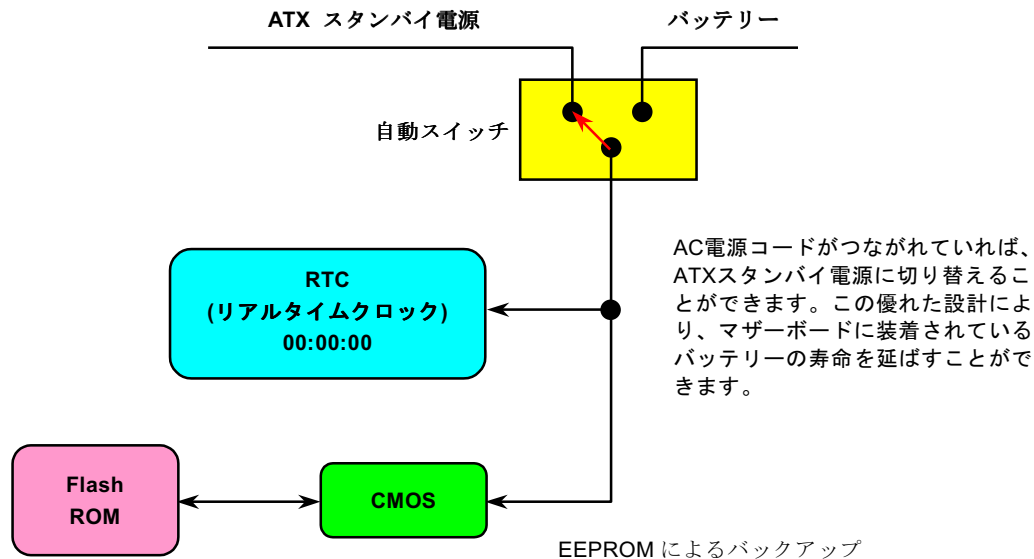 ATX スタンバイ電源
バッテリー
自動スイッチ
RTC
(リアルタイムクロック)
00:00:00
AC電源コードがつながれていれば、
ATXスタンバイ電源に切り替えるこ
とができます。この優れた設計によ
り、マザーボードに装着されている
バッテリーの寿命を延ばすことがで
きます。
Flash
ROM
CMOS
EEPROM によるバックアップ